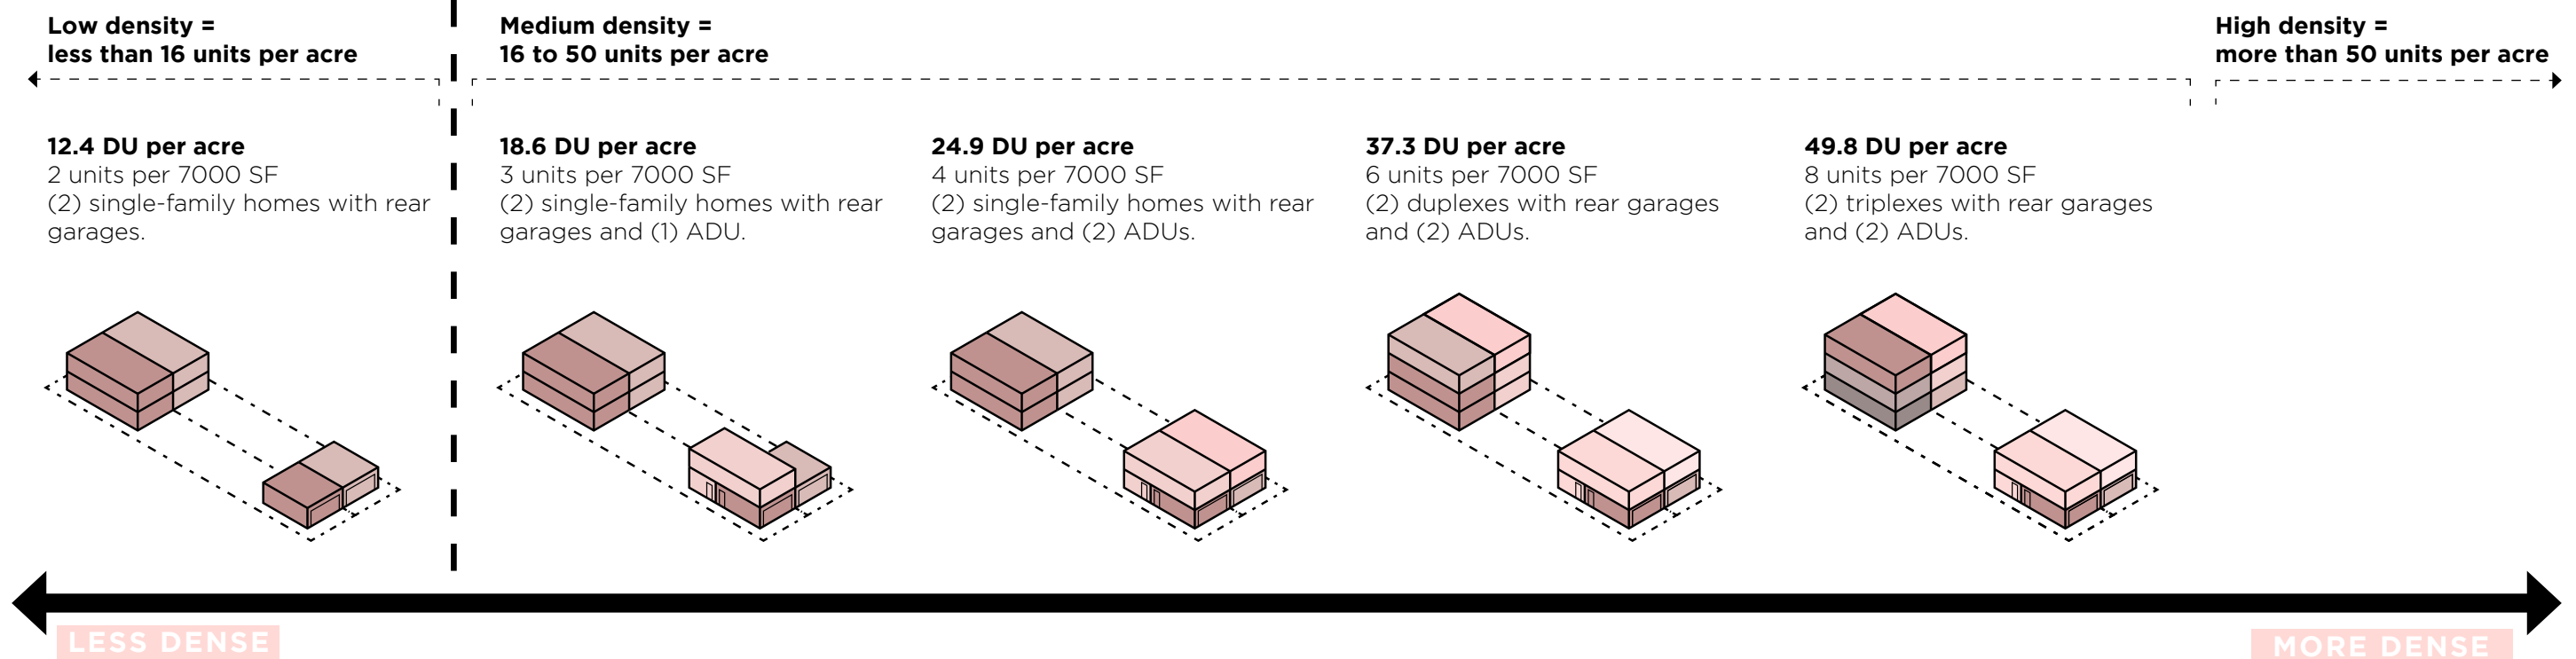 Low density =
less than 16 units per acre
Medium density =
16 to 50 units per acre
High density =
more than 50 units per acre
12.4 DU per acre
2 units per 7000 SF
(2) single-family homes with rear
garages.
18.6 DU per acre
3 units per 7000 SF
(2) single-family homes with rear
garages and (1) ADU.
24.9 DU per acre
4 units per 7000 SF
(2) single-family homes with rear
garages and (2) ADUs.
37.3 DU per acre
6 units per 7000 SF
(2) duplexes with rear garages
and (2) ADUs.
49.8 DU per acre
8 units per 7000 SF
(2) triplexes with rear garages
and (2) ADUs.
LESS DENSE
MORE DENSE